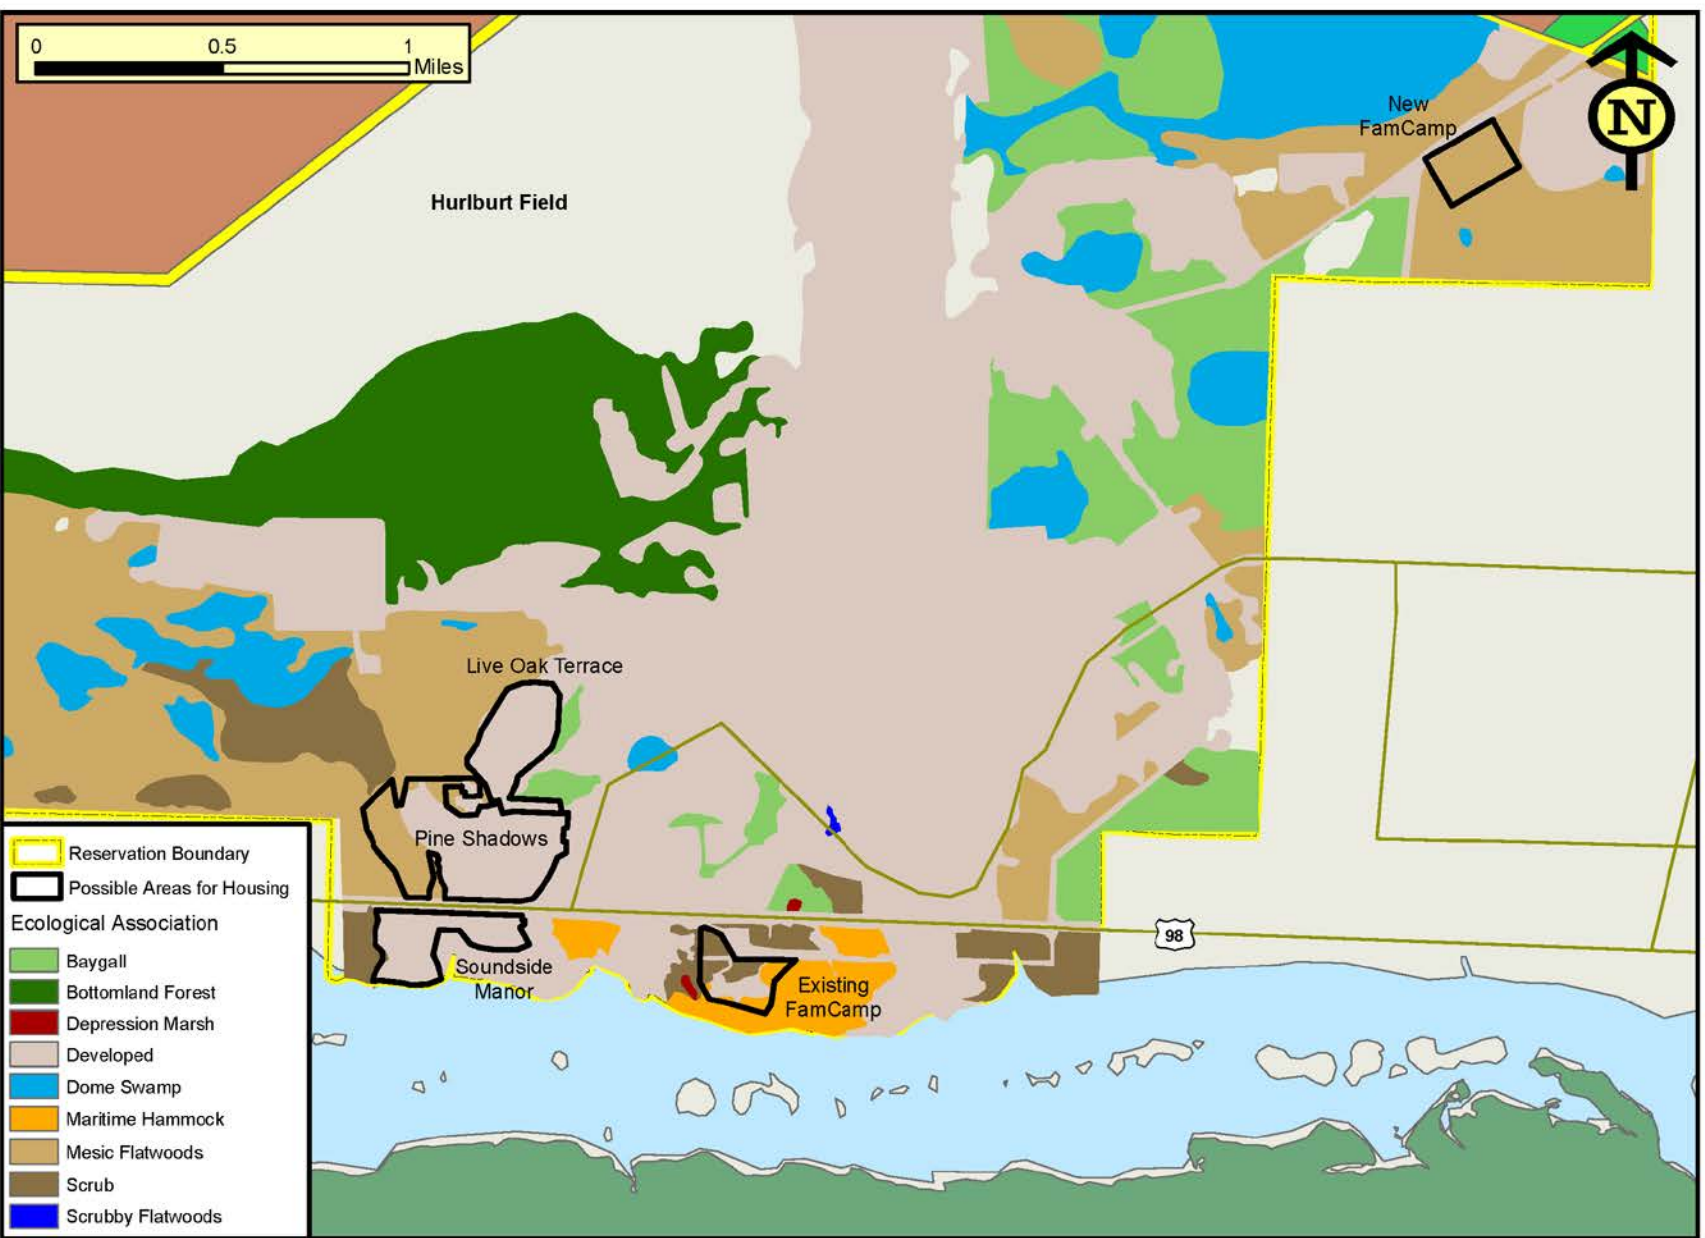 0 0.5 1
Miles
N
New
FamCamp
Hurlburt Field
Live Oak Terrace
Pine Shadows
98
Soundside
Manor
Existing
FamCamp
Reservation Boundary
Possible Areas for Housing
Ecological Association
Baygall
Bottomland Forest
Depression Marsh
Developed
Dome Swamp
Maritime Hammock
Mesic Flatwoods
Scrub
Scrubby Flatwoods